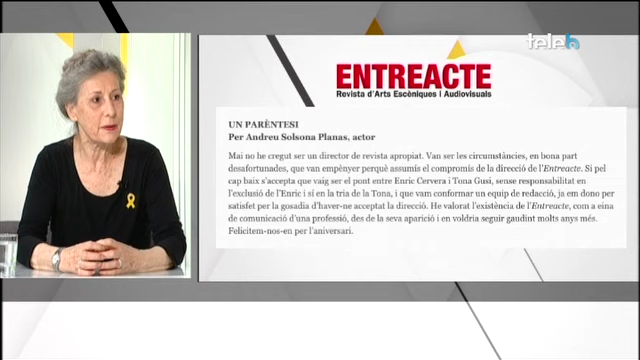 teleb
ENTREACTE
Revista d'Arts Escèniques i Audiovisuals
UN PARÈNTESI
Per Andreu Solsona Planas, actor
Mai no he cregut ser un director de revista apropiat. Van ser les circumstàncies, en bona part
desafortunades, que van empènyer perquè assumís el compromís de la direcció de l'Entreacte. Si pel
cap baix s'accepta que vaig ser el pont entre Enric Cervera i Tona Gusi, sense responsabilitat en
l'exclusió de l'Enric i sí en la tria de la Tona, i que vam conformar un equip de redacció, ja em dono per
satisfet per la gosadia d'haver-ne acceptat la direcció. He valorat l'existència de l'Entreacte, com a eina
de comunicació d'una professió, des de la seva aparició i en voldria seguir gaudint molts anys més.
Felicitem-nos-en per l'aniversari.